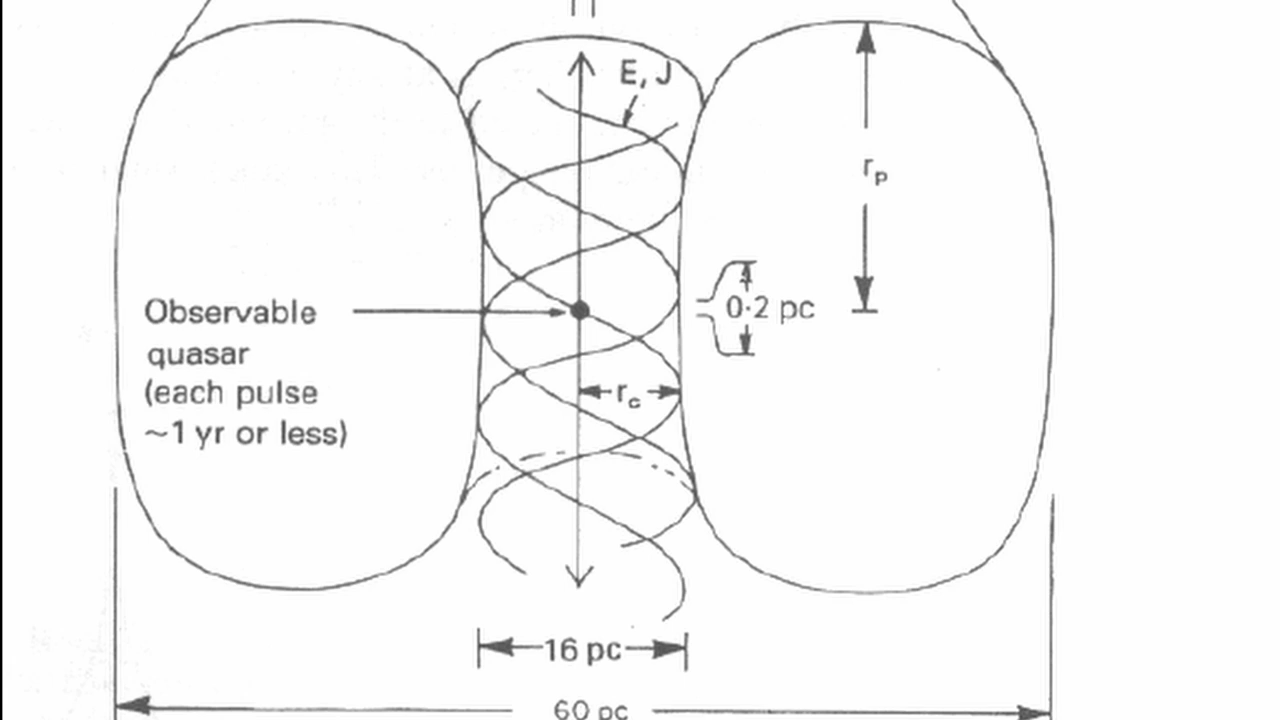 E, J
r_p
0·2 pc
Observable
quasar
(each pulse
~1 yr or less)
r_c
16 pc
60 pc